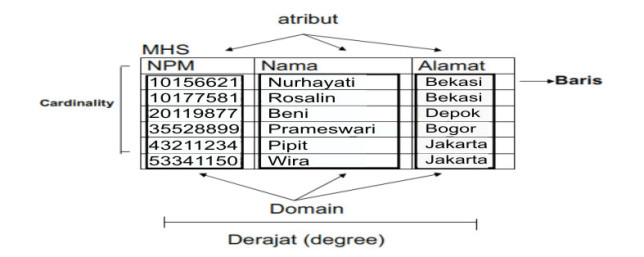 atribut
MHS
NPM Nama Alamat
10156621 Nurhayati Bekasi
Baris
10177581 Rosalin Bekasi
Cardinality
20119877 Beni Depok
35528899 Prameswari Bogor
43211234 Pipit Jakarta
53341150 Wira Jakarta
Domain
Derajat (degree)